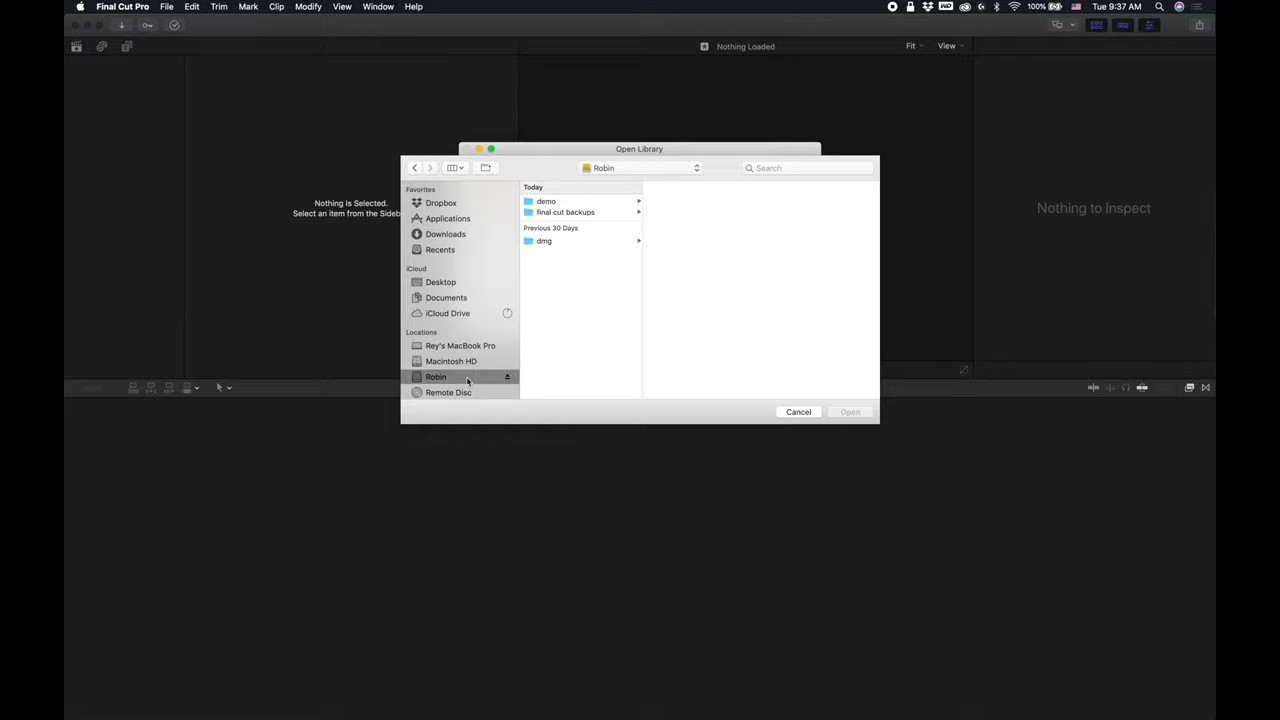 Final Cut Pro File Edit Trim Mark Clip Modify View Window Help
WD 100% Tue 9:37 AM
Nothing Loaded Fit View
Open Library
Robin Search
Favorites
Dropbox
Applications
Downloads
Recents
iCloud
Desktop
Documents
iCloud Drive
Locations
Rey's MacBook Pro
Macintosh HD
Robin
Remote Disc
Today
demo
final cut backups
Previous 30 Days
dmg
Cancel Open
Nothing Is Selected.
Select an item from the Sideb
Nothing to Inspect